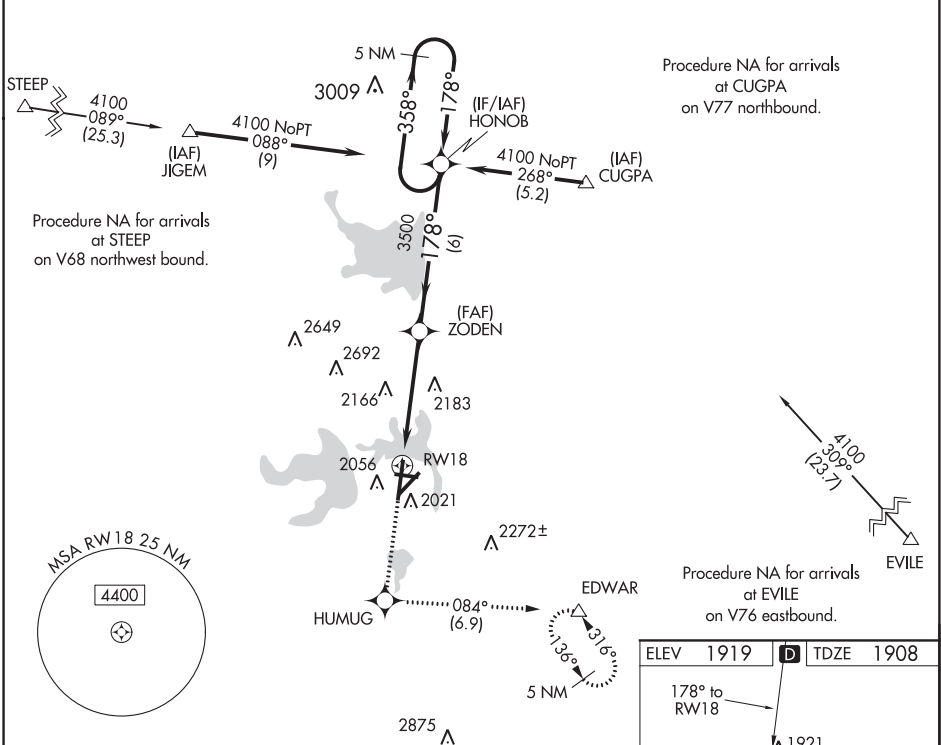 5 NM
Procedure NA for arrivals
at CUGPA
on V77 northbound.
STEEP
4100
089°
(25.3)
3009
358°
178°
(IF/IAF)
HONOB
4100 NoPT
088°
(9)
(IAF)
JIGEM
4100 NoPT
268°
(5.2)
(IAF)
CUGPA
Procedure NA for arrivals
at STEEP
on V68 northwest bound.
3500
178°
(6)
(FAF)
ZODEN
2649
2692
2166
2183
4100
309°
(23.7)
2056
RW18
2021
2272±
EVILE
MSA RW18 25 NM
4400
Procedure NA for arrivals
at EVILE
on V76 eastbound.
HUMUG
084°
(6.9)
EDWAR
136°
316°
5 NM
ELEV 1919 D TDZE 1908
178° to
RW18
2875
1921